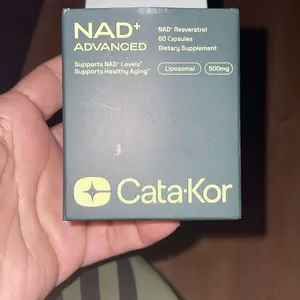 NAD+
ADVANCED
Supports NAD+ Levels*
Supports Healthy Aging*
NAD+ Resveratrol
60 Capsules
Dietary Supplement
Liposomal
500mg
Cata·Kor